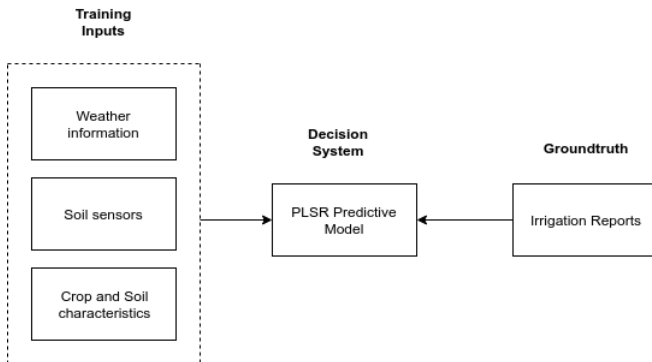 Training
Inputs
Weather
information
Soil sensors
Crop and Soil
characteristics
Decision
System
PLSR Predictive
Model
Groundtruth
Irrigation Reports